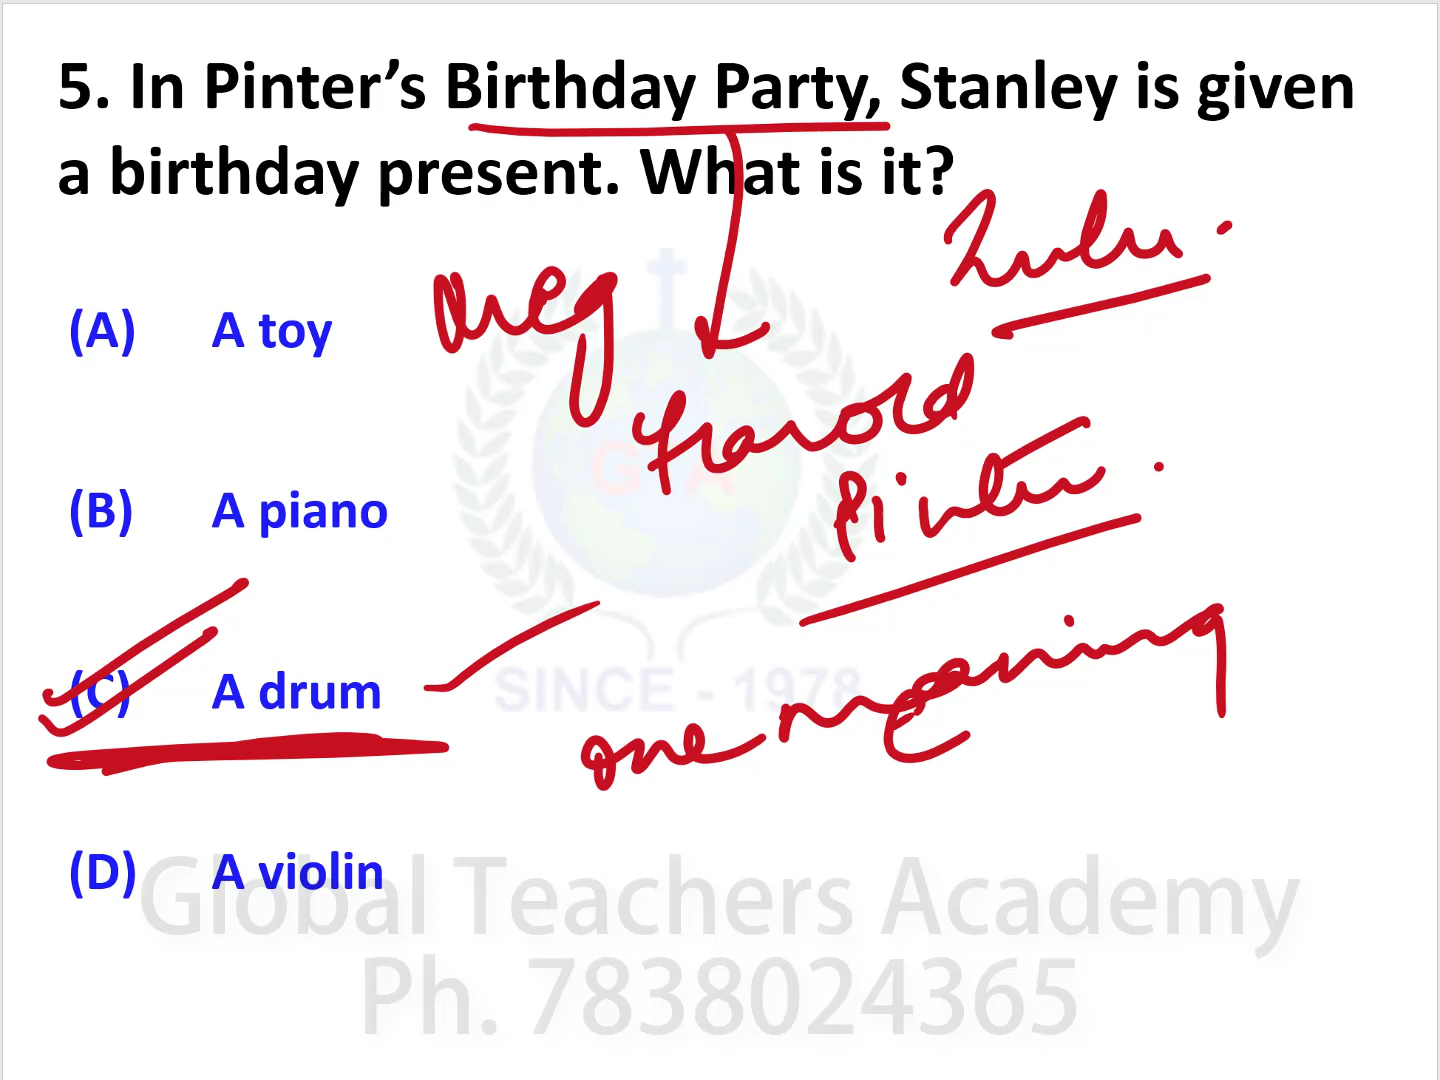 5. In Pinter’s Birthday Party, Stanley is given
a birthday present. What is it?
Lulu.
Meg
(A) A toy
Harold
Pinter.
G T A
(B) A piano
one meaning
(C) A drum
SINCE - 1978
(D) A violin
Global Teachers Academy
Ph. 7838024365